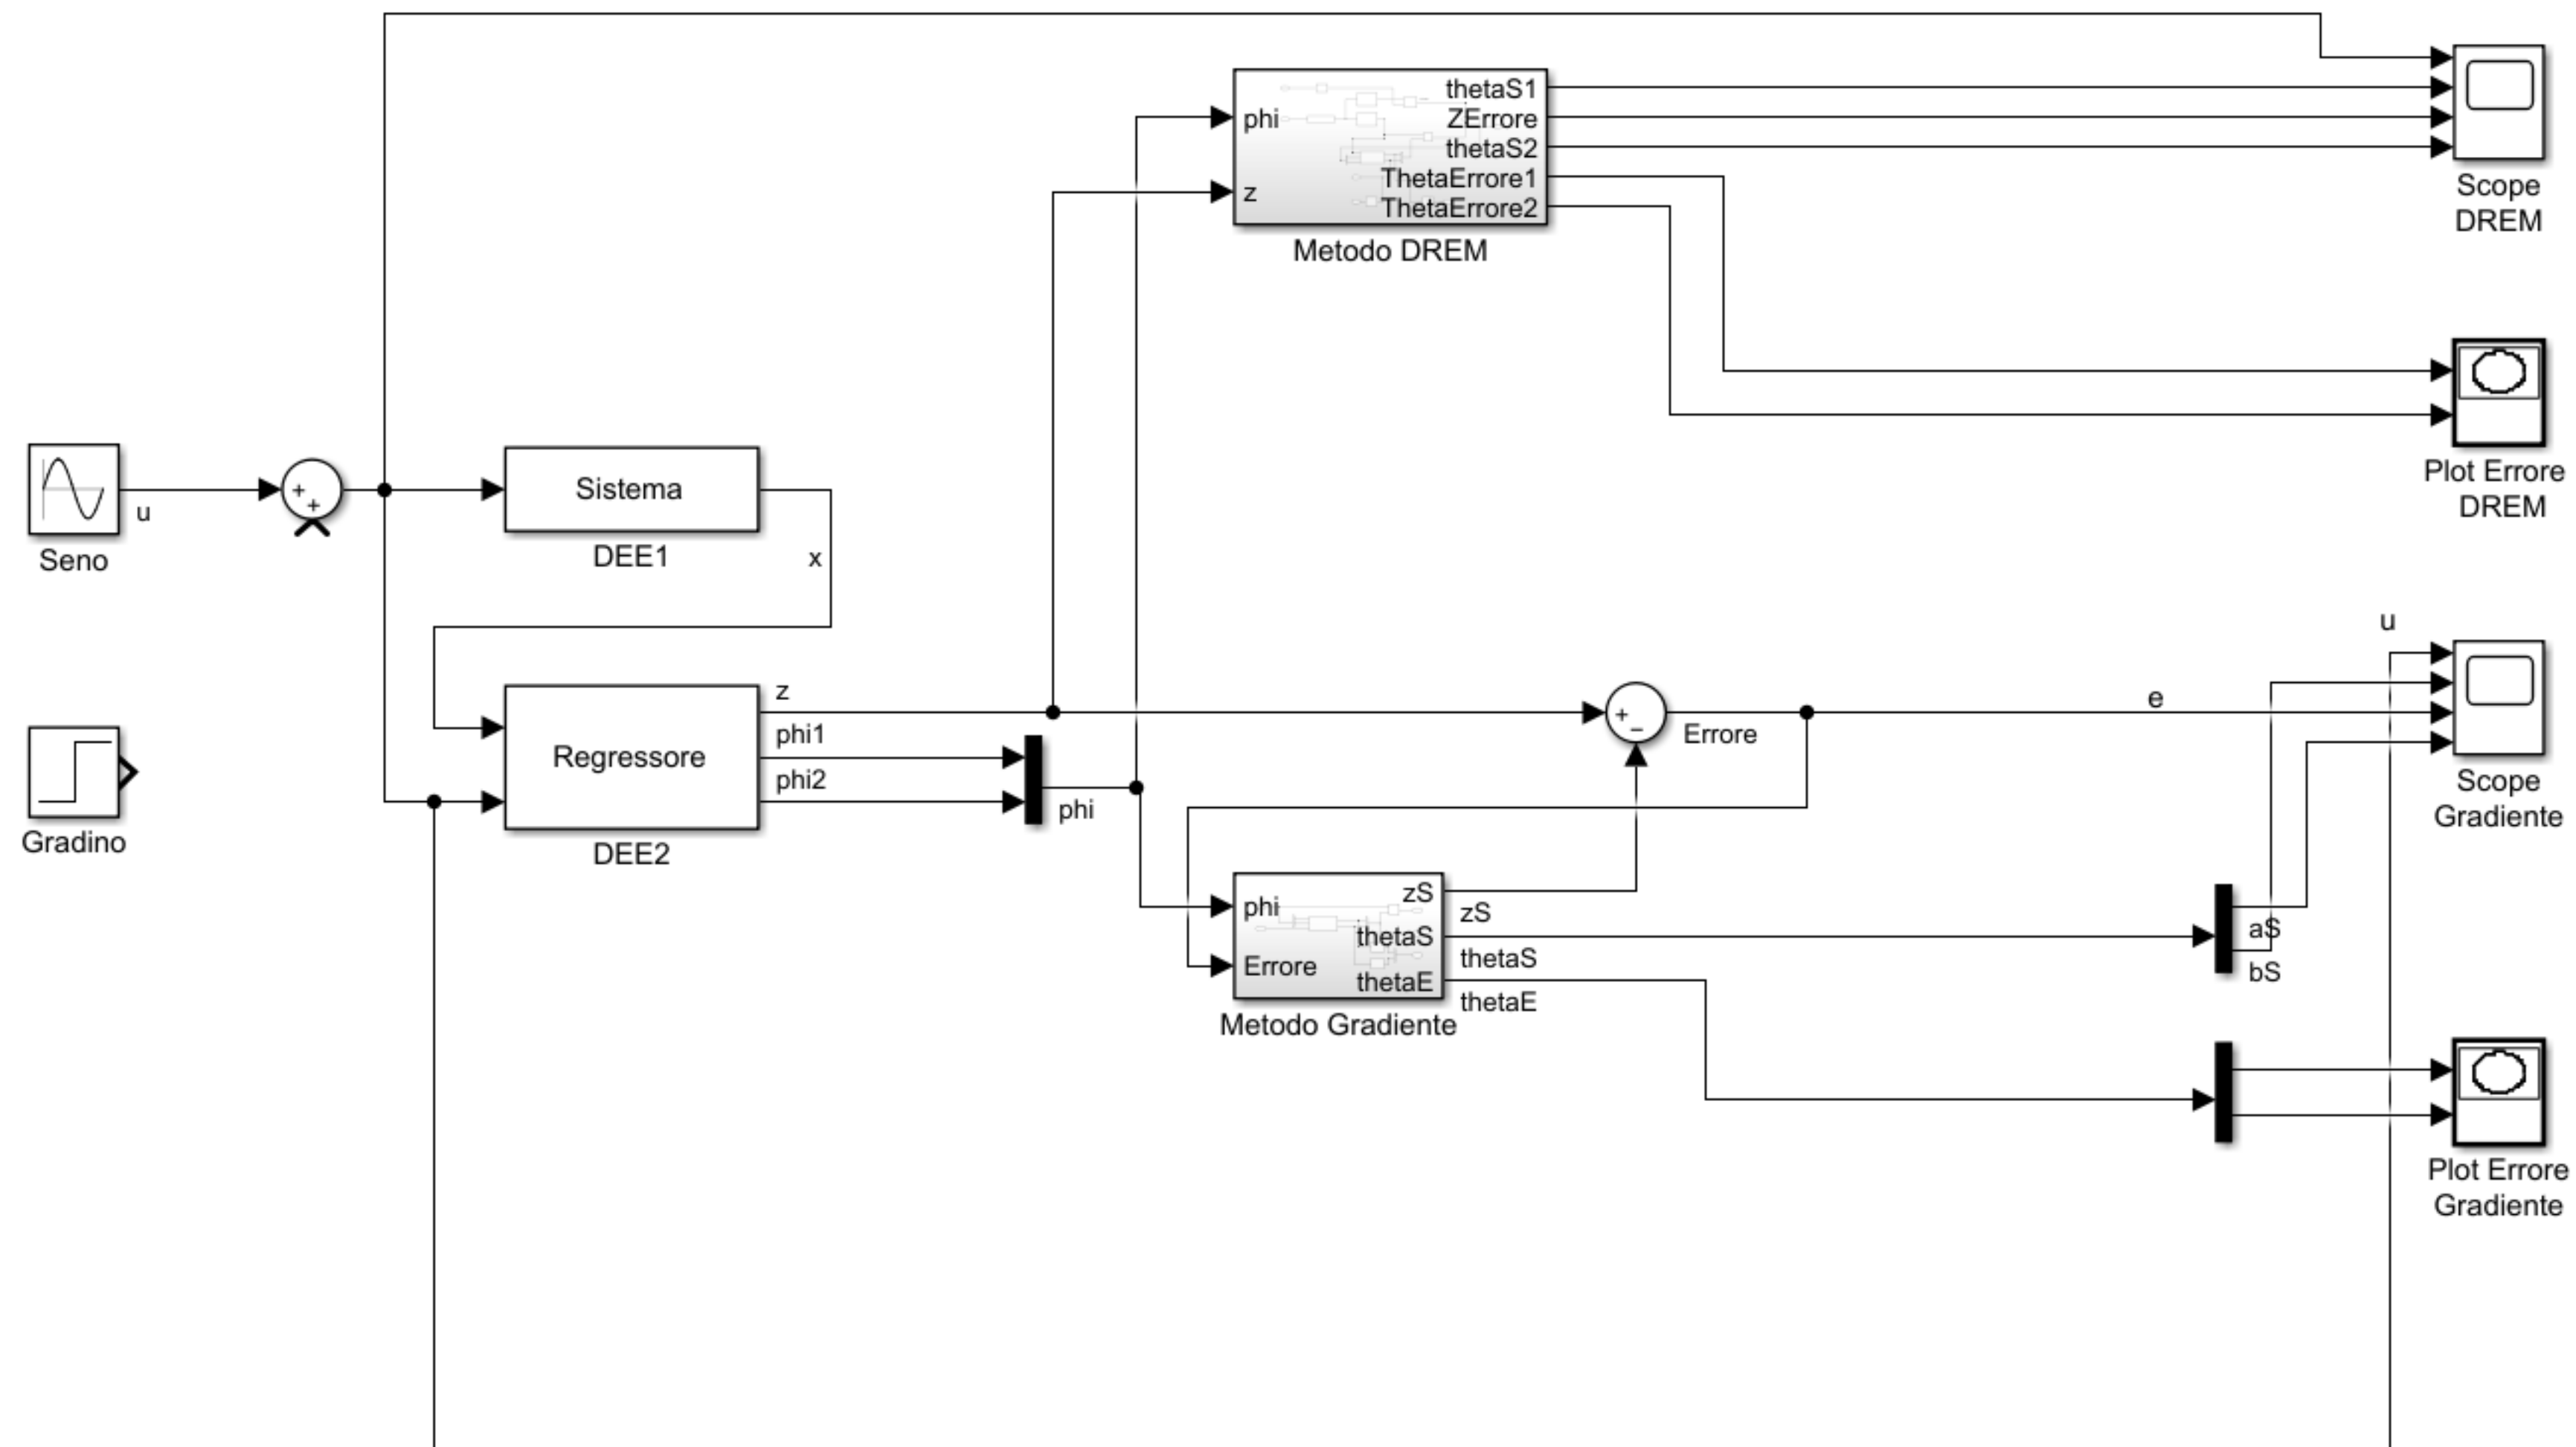 thetaS1
phi
ZErrore
thetaS2
ThetaErrore1
z
ThetaErrore2
Metodo DREM
Scope
DREM
Plot Errore
DREM
u
Seno
+
+
Sistema
DEE1
x
Gradino
Regressore
DEE2
z
phi1
phi2
phi
+
−
Errore
e
u
Scope
Gradiente
phi
Errore
zS
thetaS
thetaE
Metodo Gradiente
zS
thetaS
thetaE
aS
bS
Plot Errore
Gradiente